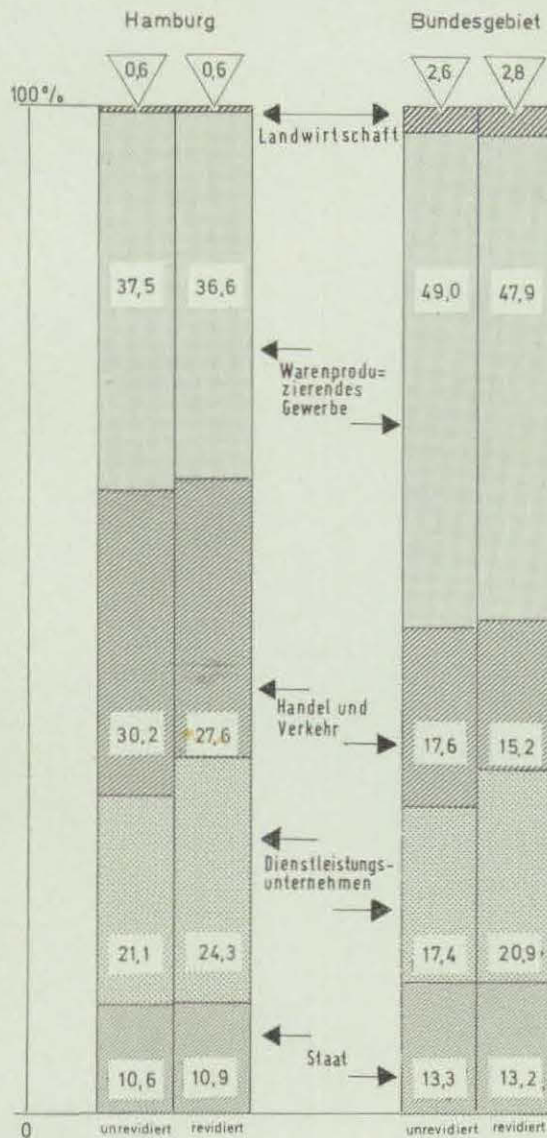 Hamburg
Bundesgebiet
0,6 0,6
2,6 2,8
100%
Landwirtschaft
37,5 36,6
49,0 47,9
Warenprodu=
zierendes
Gewerbe
Handel und
Verkehr
30,2 27,6
17,6 15,2
Dienstleistungs-
unternehmen
21,1 24,3
17,4 20,9
Staat
10,6 10,9
13,3 13,2
0
unrevidiert revidiert
unrevidiert revidiert